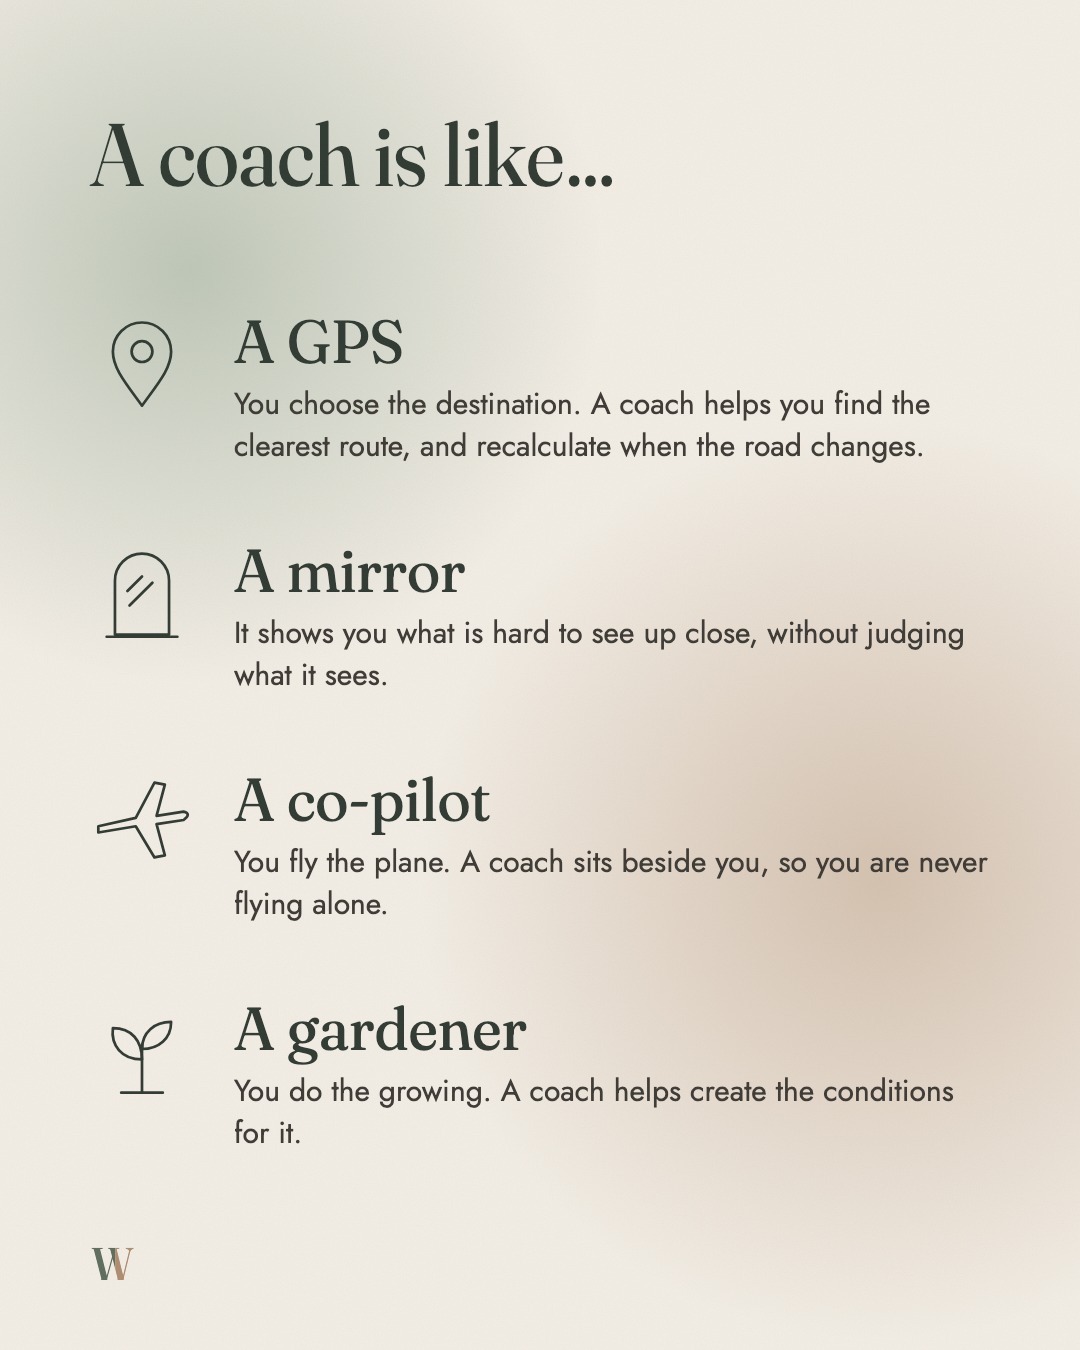 A coach is like...
A GPS
You choose the destination. A coach helps you find the
clearest route, and recalculate when the road changes.
A mirror
It shows you what is hard to see up close, without judging
what it sees.
A co-pilot
You fly the plane. A coach sits beside you, so you are never
flying alone.
A gardener
You do the growing. A coach helps create the conditions
for it.
W